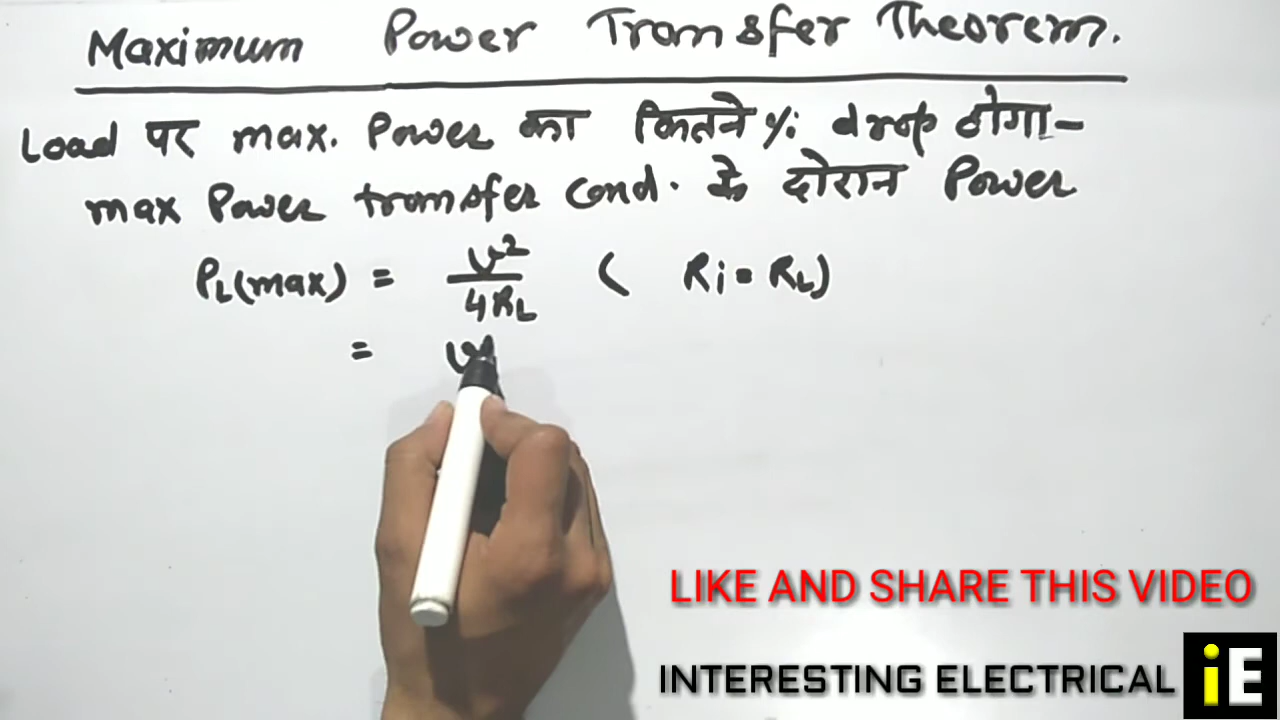 Maximum Power Transfer Theorem.
Load पर max. Power का कितने % drop होगा-
max Power transfer Cond. के दौरान Power
PL(max) = V²/4RL ( Ri = RL)
= V
LIKE AND SHARE THIS VIDEO
INTERESTING ELECTRICAL iE